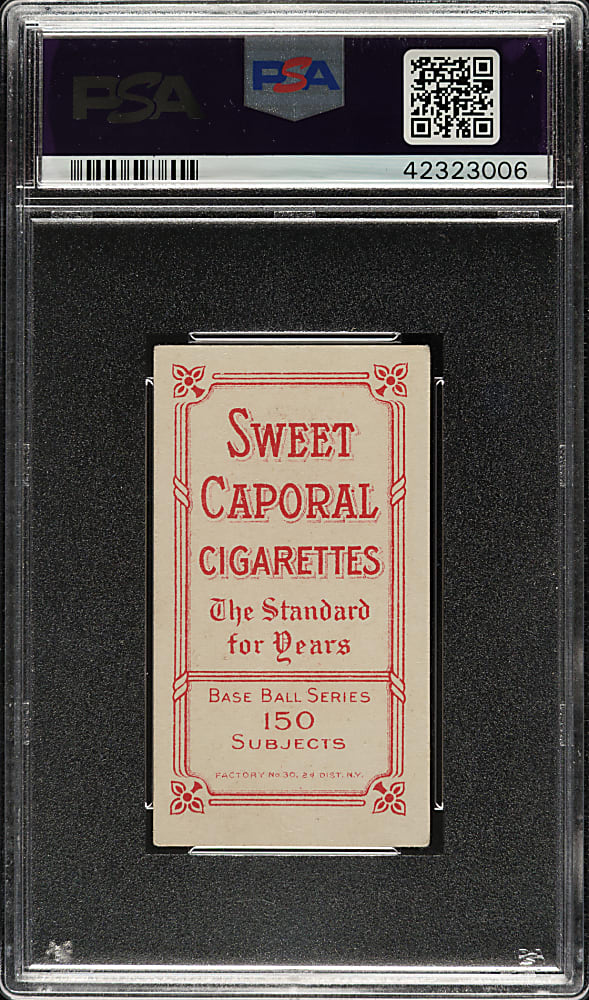 PSA PSA
42323006
SWEET
CAPORAL
CIGARETTES
The Standard
for Years
BASE BALL SERIES
150
SUBJECTS
FACTORY No 30, 2d DIST. N.Y.